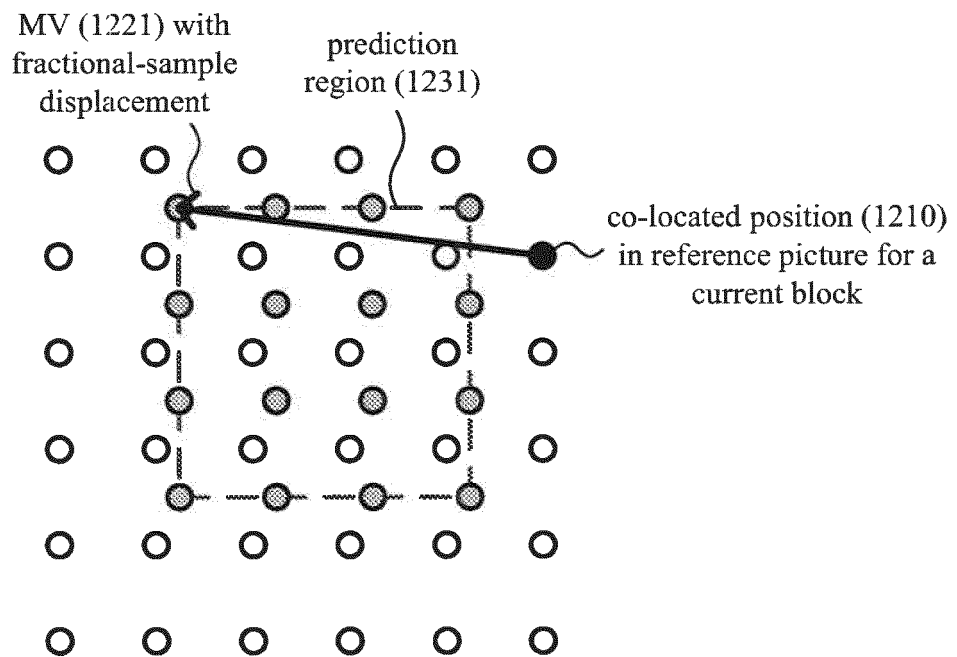 MV (1221) with
fractional-sample
displacement
prediction
region (1231)
co-located position (1210)
in reference picture for a
current block